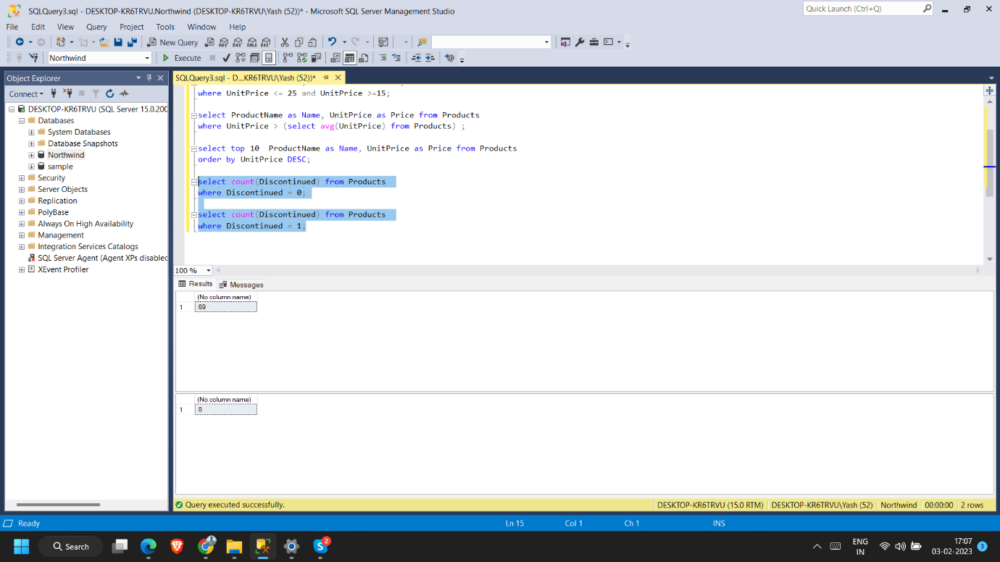 SQLQuery3.sql - DESKTOP-KR6TRVU.Northwind (DESKTOP-KR6TRVU\Yash (52))* - Microsoft SQL Server Management Studio
Quick Launch (Ctrl+Q)
File Edit View Query Project Tools Window Help
New Query
Northwind
Execute
Object Explorer
SQLQuery3.sql - D...KR6TRVU\Yash (52))*
Connect
DESKTOP-KR6TRVU (SQL Server 15.0.200
Databases
System Databases
Database Snapshots
Northwind
sample
Security
Server Objects
Replication
PolyBase
Always On High Availability
Management
Integration Services Catalogs
SQL Server Agent (Agent XPs disabled
XEvent Profiler
where UnitPrice <= 25 and UnitPrice >=15;
select ProductName as Name, UnitPrice as Price from Products
where UnitPrice > (select avg(UnitPrice) from Products) ;
select top 10  ProductName as Name, UnitPrice as Price from Products
order by UnitPrice DESC;
select count(Discontinued) from Products
where Discontinued = 0;
select count(Discontinued) from Products
where Discontinued = 1;
100 %
Results Messages
(No column name)
1 69
(No column name)
1 8
Query executed successfully.
DESKTOP-KR6TRVU (15.0 RTM) DESKTOP-KR6TRVU\Yash (52) Northwind 00:00:00 2 rows
Ready Ln 15 Col 1 Ch 1 INS
Search
2
ENG
IN
17:07
03-02-2023
3